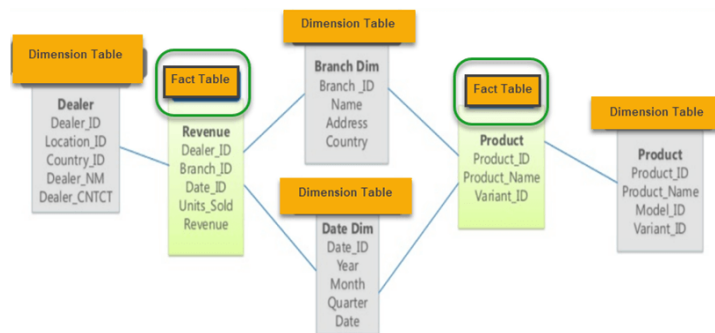 Dimension Table
Dealer
Dealer_ID
Location_ID
Country_ID
Dealer_NM
Dealer_CNTCT
Fact Table
Revenue
Dealer_ID
Branch_ID
Date_ID
Units_Sold
Revenue
Dimension Table
Branch Dim
Branch _ID
Name
Address
Country
Dimension Table
Date Dim
Date_ID
Year
Month
Quarter
Date
Fact Table
Product
Product_ID
Product_Name
Variant_ID
Dimension Table
Product
Product_ID
Product_Name
Model_ID
Variant_ID